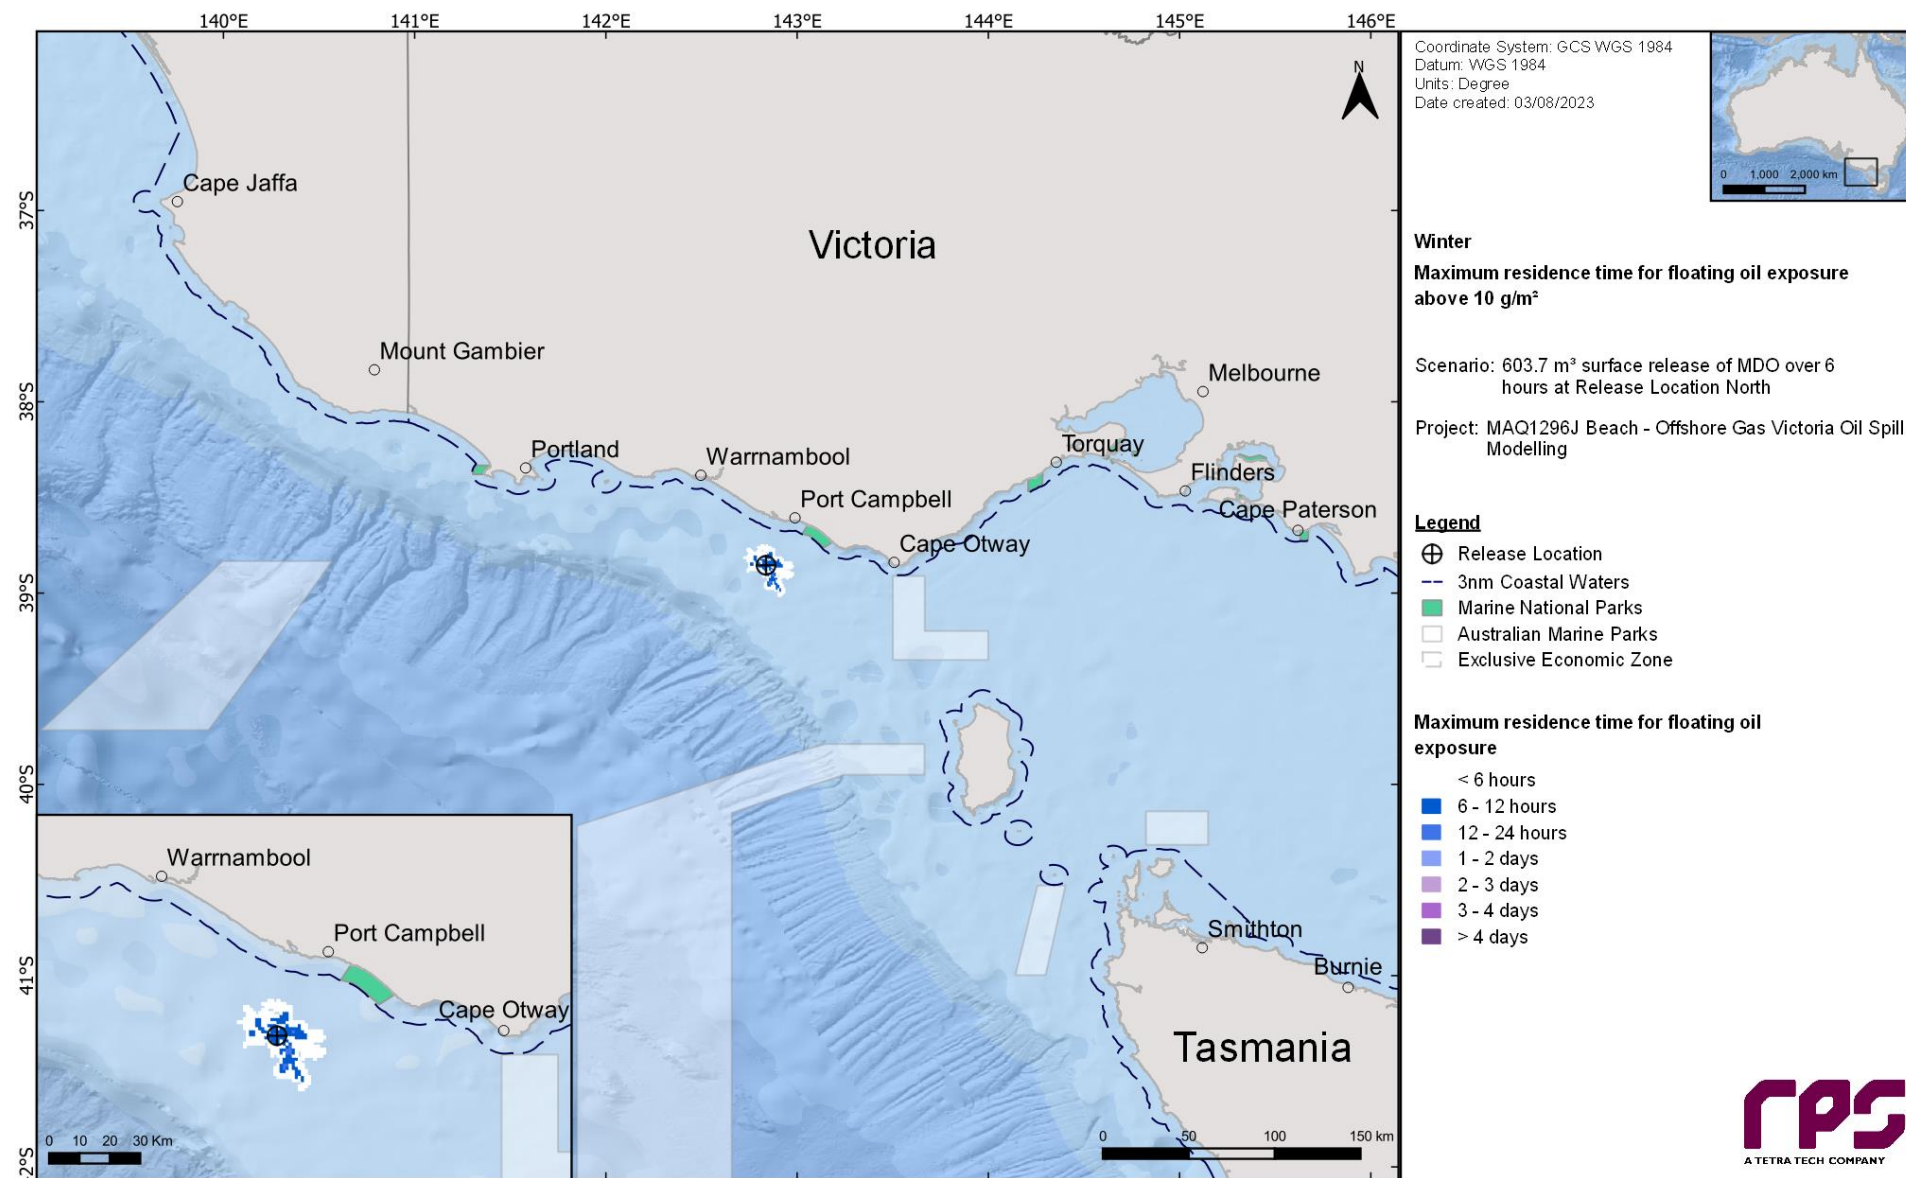 140°E 141°E 142°E 143°E 144°E 145°E 146°E
37°S
38°S
39°S
40°S
41°S
2°S
N
Cape Jaffa
Victoria
Mount Gambier
Melbourne
Portland
Warrnambool
Torquay
Flinders
Port Campbell
Cape Paterson
Cape Otway
Smithton
Burnie
Tasmania
0 50 100 150 km
Warrnambool
Port Campbell
Cape Otway
0 10 20 30 Km
Coordinate System: GCS WGS 1984
Datum: WGS 1984
Units: Degree
Date created: 03/08/2023
0 1,000 2,000 km
Winter
Maximum residence time for floating oil exposure
above 10 g/m²
Scenario: 603.7 m³ surface release of MDO over 6
hours at Release Location North
Project: MAQ1296J Beach - Offshore Gas Victoria Oil Spill
Modelling
Legend
Release Location
3nm Coastal Waters
Marine National Parks
Australian Marine Parks
Exclusive Economic Zone
Maximum residence time for floating oil
exposure
< 6 hours
6 - 12 hours
12 - 24 hours
1 - 2 days
2 - 3 days
3 - 4 days
> 4 days
rps
A TETRA TECH COMPANY